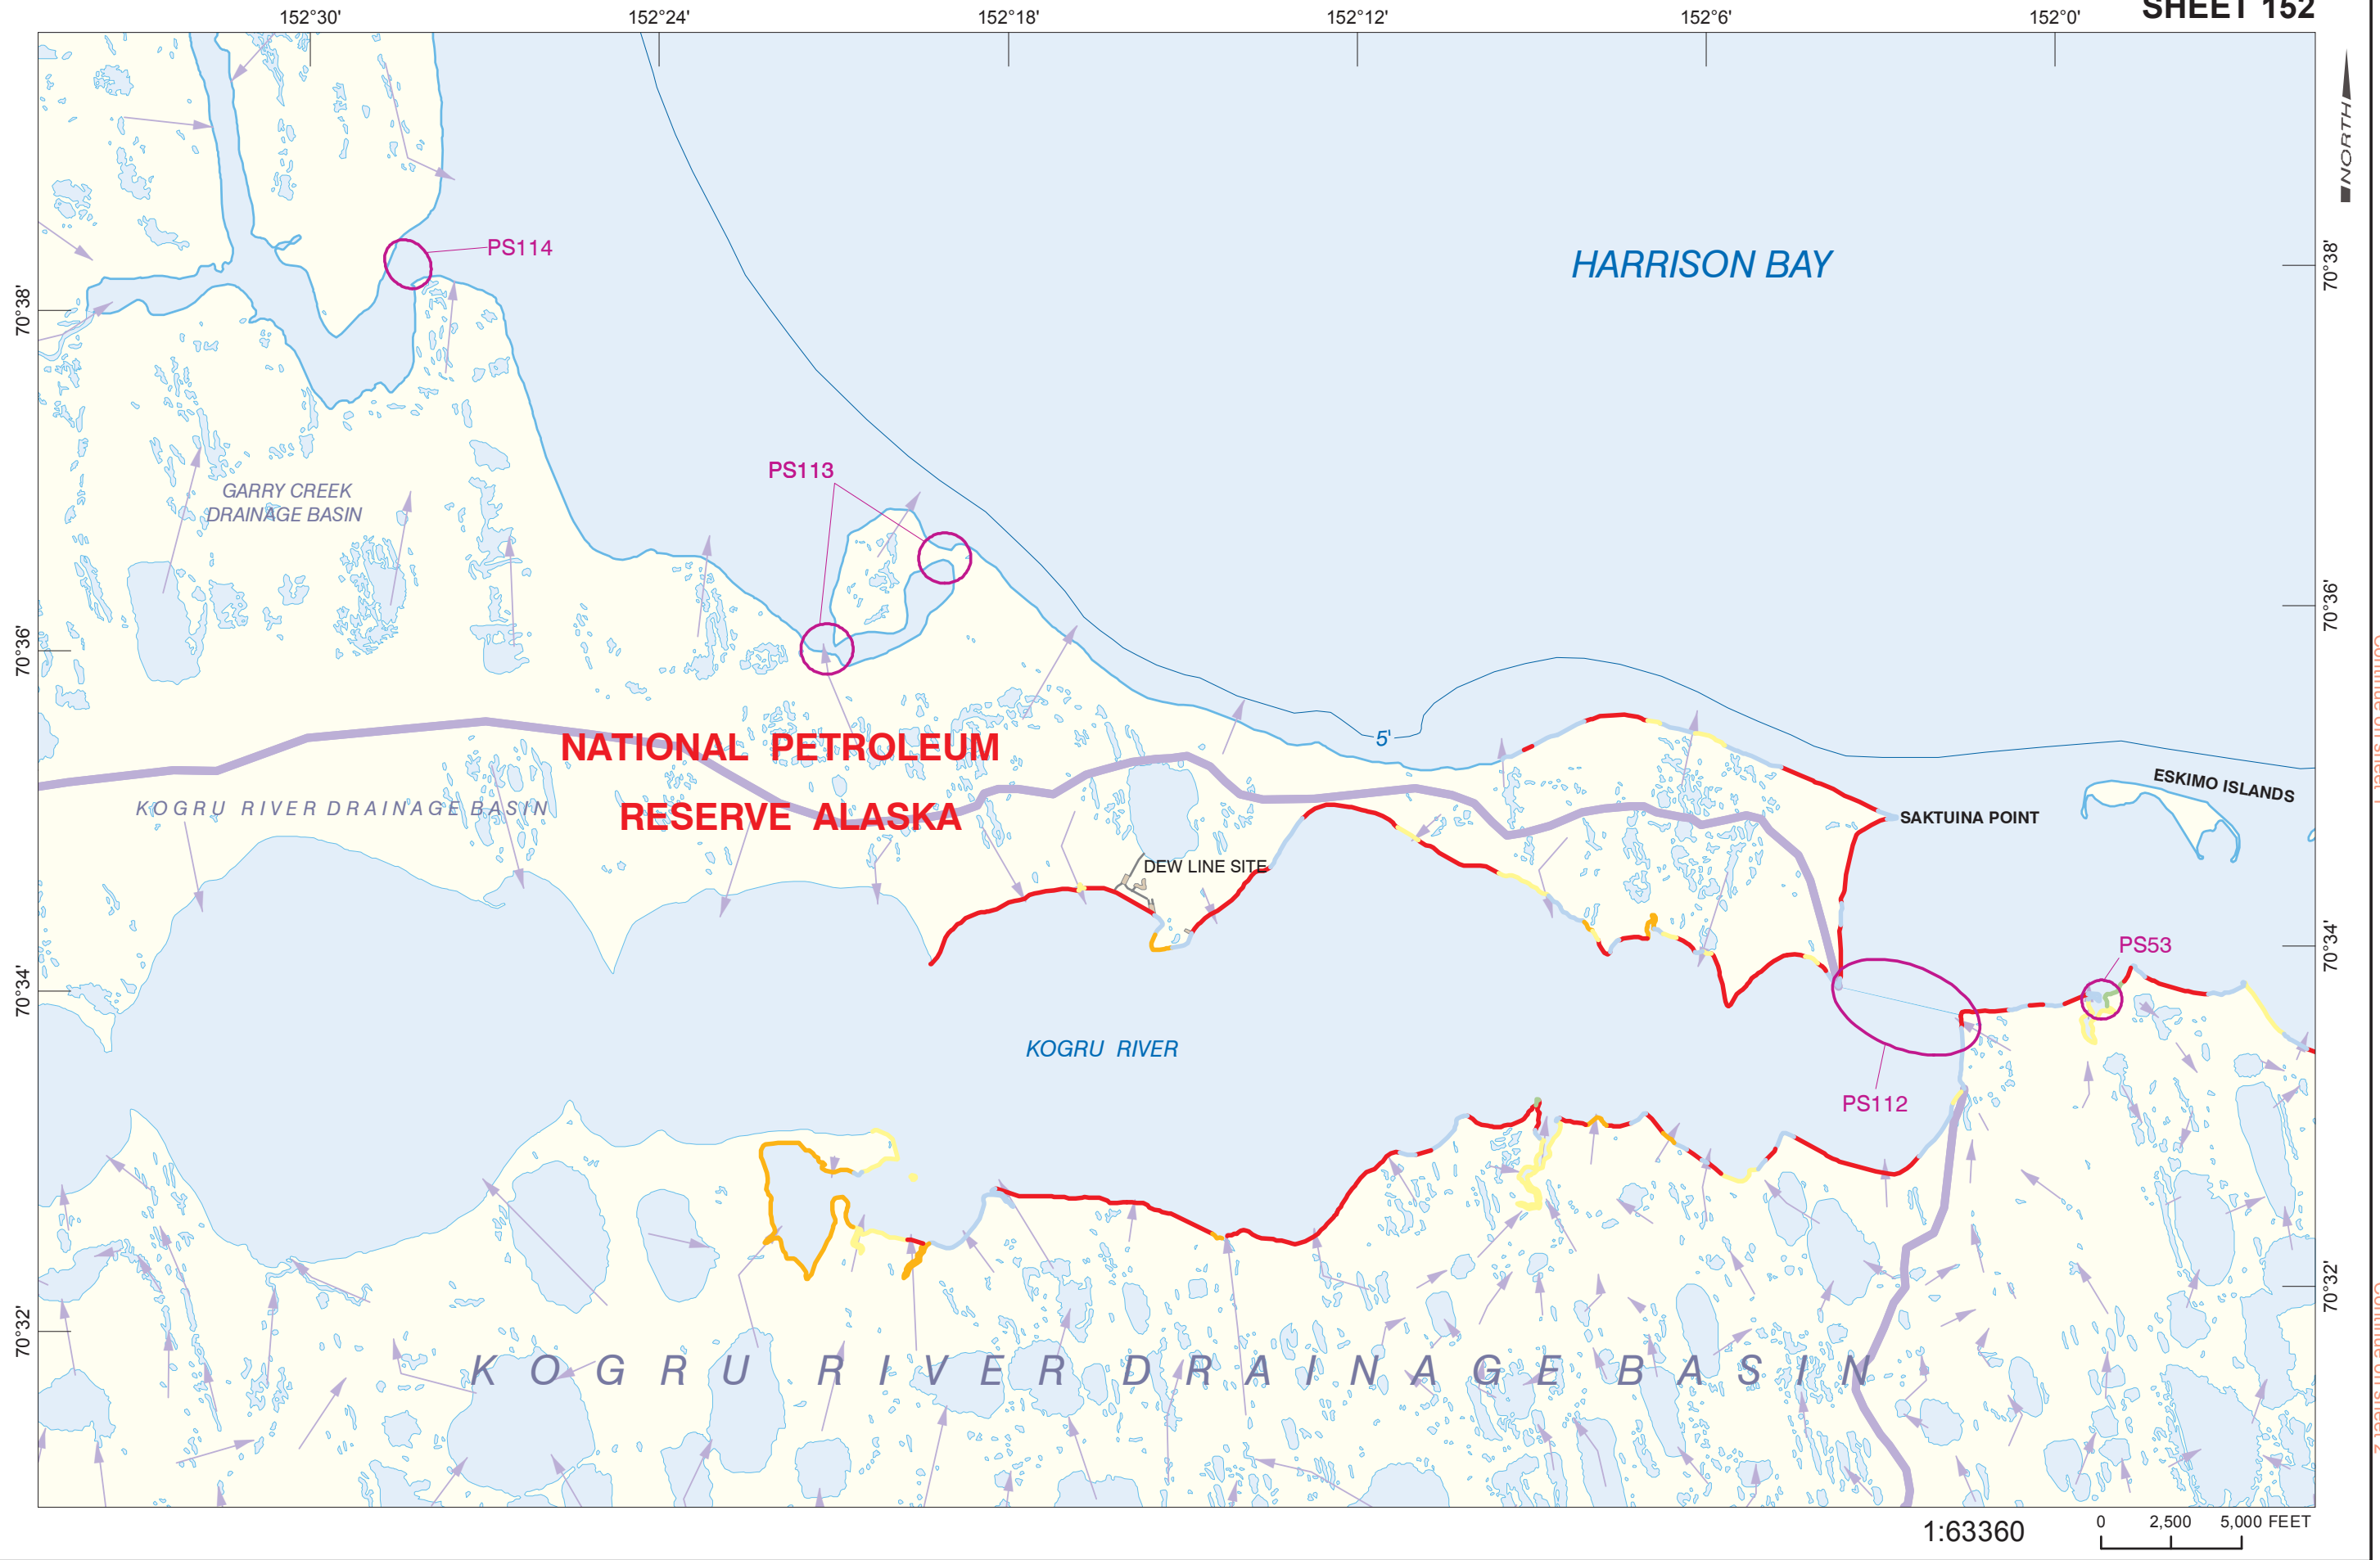 SHEET 152
152°30'
152°24'
152°18'
152°12'
152°6'
152°0'
NORTH
PS114
HARRISON BAY
70°38'
70°38'
PS113
GARRY CREEK
DRAINAGE BASIN
70°36'
70°36'
NATIONAL PETROLEUM
RESERVE ALASKA
5'
ESKIMO ISLANDS
KOGRU RIVER DRAINAGE BASIN
SAKTUINA POINT
DEW LINE SITE
70°34'
70°34'
PS53
KOGRU RIVER
PS112
70°32'
70°32'
KOGRU RIVER DRAINAGE BASIN
1:63360
0 2,500 5,000 FEET